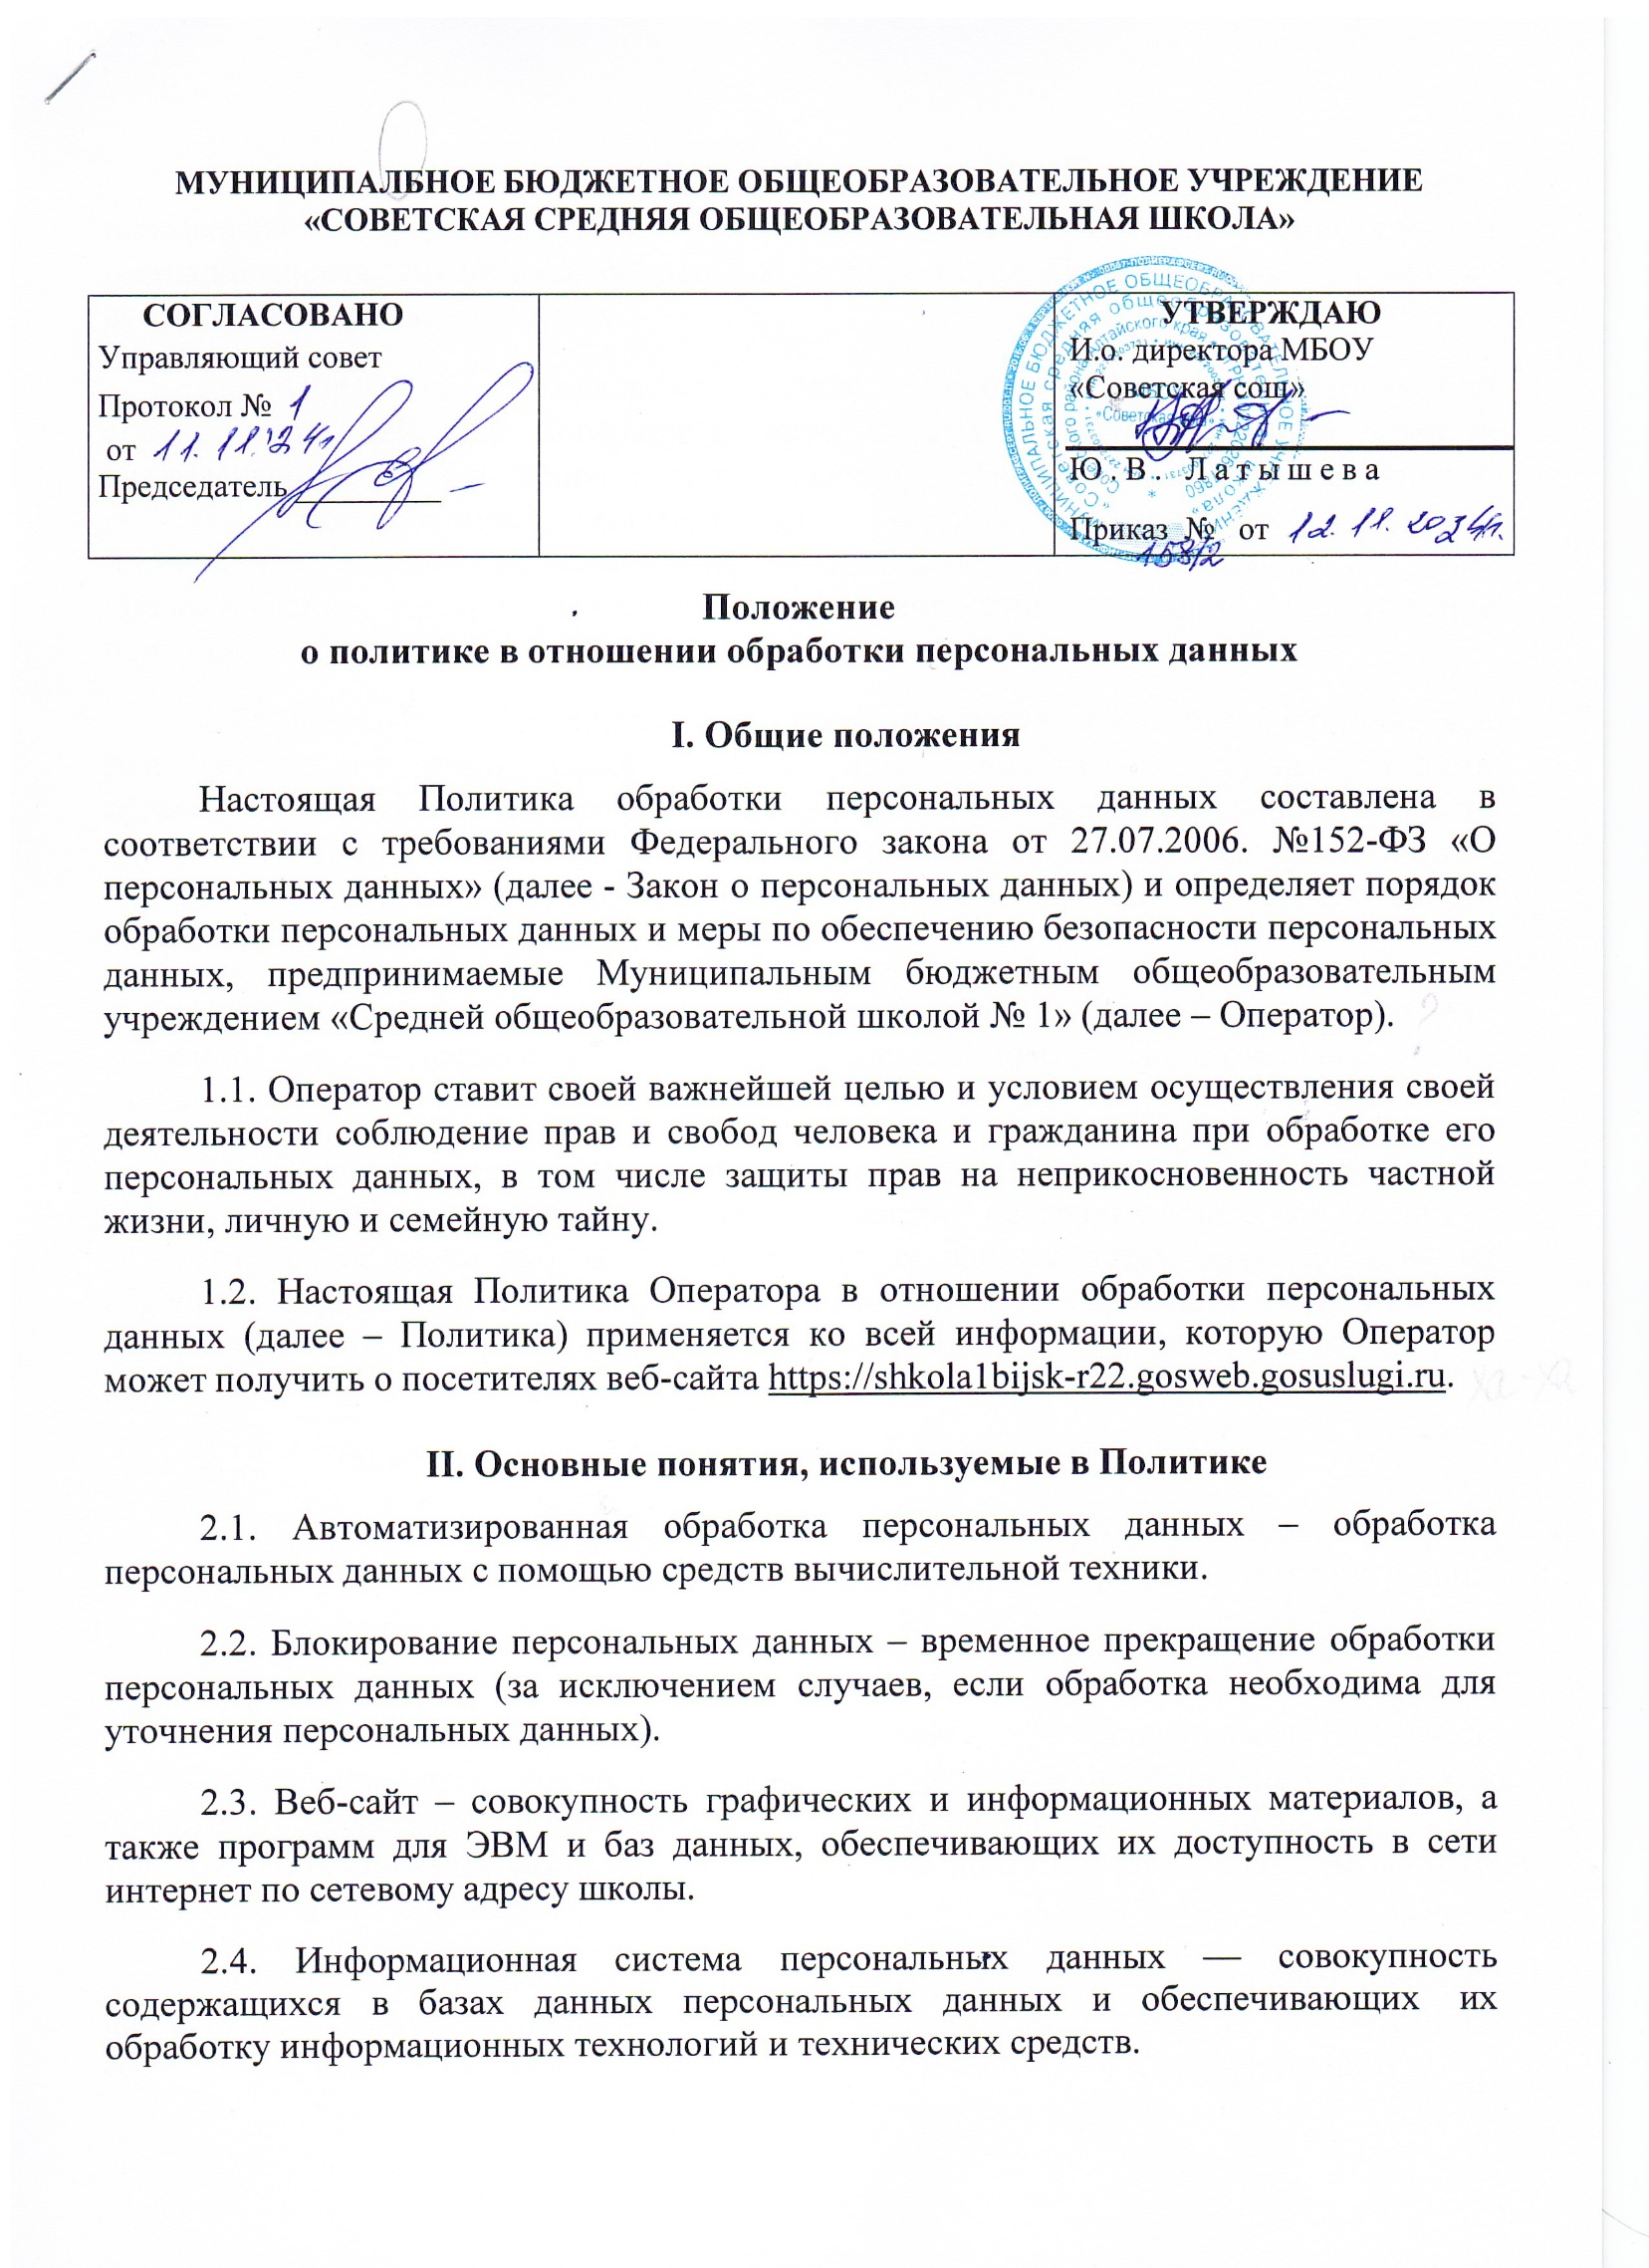 МУНИЦИПАЛБНОЕ БЮДЖЕТНОЕ ОБЩЕОБРАЗОВАТЕЛЬНОЕ УЧРЕЖДЕНИЕ
«СОВЕТСКАЯ СРЕДНЯЯ ОБЩЕОБРАЗОВАТЕЛЬНАЯ ШКОЛА»
СОГЛАСОВАНО
Управляющий совет
Протокол № 1
от 11.11.24г
Председатель
УТВЕРЖДАЮ
И.о. директора МБОУ
«Советская сош»
Ю.В. Латышева
Приказ № от 12.11.2024г.
158/2
Положение
о политике в отношении обработки персональных данных
I. Общие положения
Настоящая Политика обработки персональных данных составлена в
соответствии с требованиями Федерального закона от 27.07.2006. №152-ФЗ «О
персональных данных» (далее - Закон о персональных данных) и определяет порядок
обработки персональных данных и меры по обеспечению безопасности персональных
данных, предпринимаемые Муниципальным бюджетным общеобразовательным
учреждением «Средней общеобразовательной школой № 1» (далее – Оператор). ?
1.1. Оператор ставит своей важнейшей целью и условием осуществления своей
деятельности соблюдение прав и свобод человека и гражданина при обработке его
персональных данных, в том числе защиты прав на неприкосновенность частной
жизни, личную и семейную тайну.
1.2. Настоящая Политика Оператора в отношении обработки персональных
данных (далее – Политика) применяется ко всей информации, которую Оператор
может получить о посетителях веб-сайта https://shkola1bijsk-r22.gosweb.gosuslugi.ru. ха-ха
II. Основные понятия, используемые в Политике
2.1. Автоматизированная обработка персональных данных – обработка
персональных данных с помощью средств вычислительной техники.
2.2. Блокирование персональных данных – временное прекращение обработки
персональных данных (за исключением случаев, если обработка необходима для
уточнения персональных данных).
2.3. Веб-сайт – совокупность графических и информационных материалов, а
также программ для ЭВМ и баз данных, обеспечивающих их доступность в сети
интернет по сетевому адресу школы.
2.4. Информационная система персональных данных — совокупность
содержащихся в базах данных персональных данных и обеспечивающих их
обработку информационных технологий и технических средств.